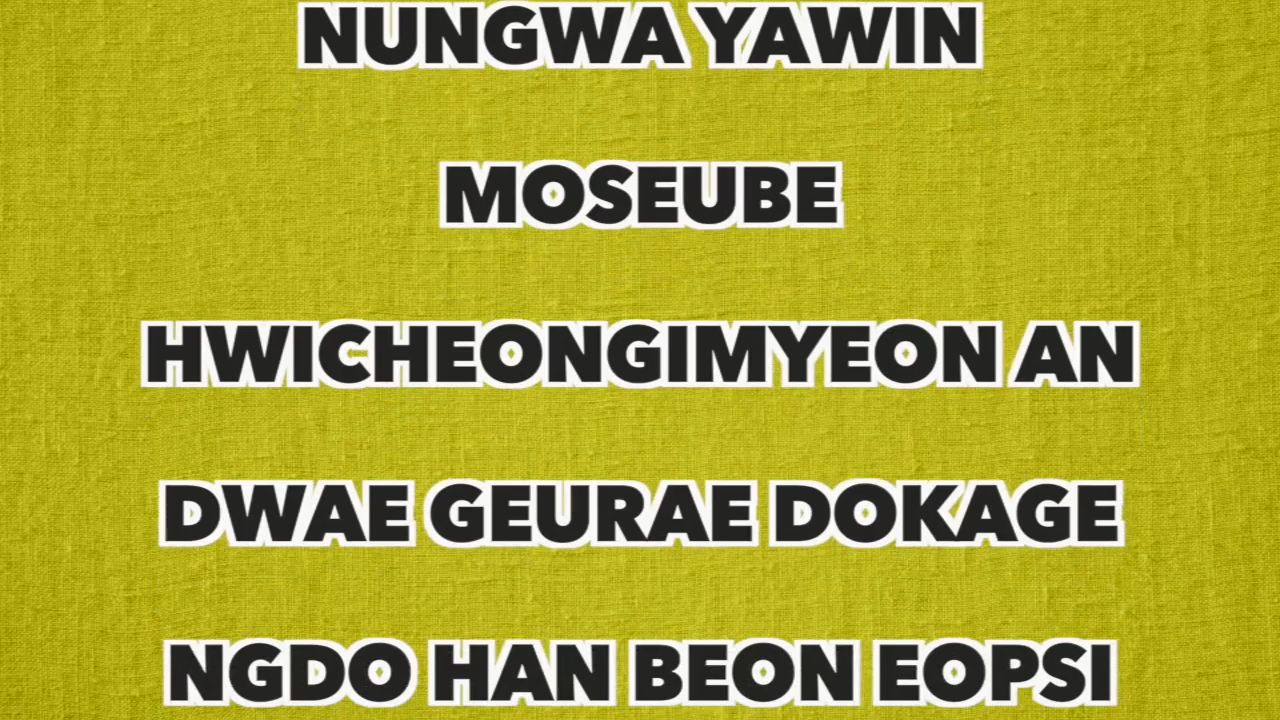 NUNGWA YAWIN
MOSEUBE
HWICHEONGIMYEON AN
DWAE GEURAE DOKAGE
NGDO HAN BEON EOPSI